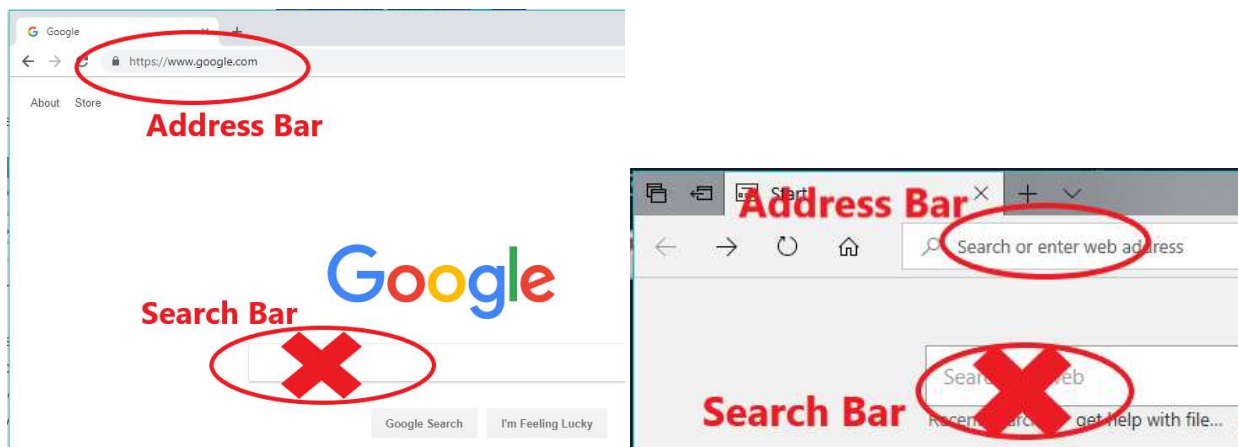 Google
https://www.google.com
About Store
Address Bar
Google
Search Bar
Google Search I'm Feeling Lucky
Start
Address Bar
Search or enter web address
Search Bar
get help with file...